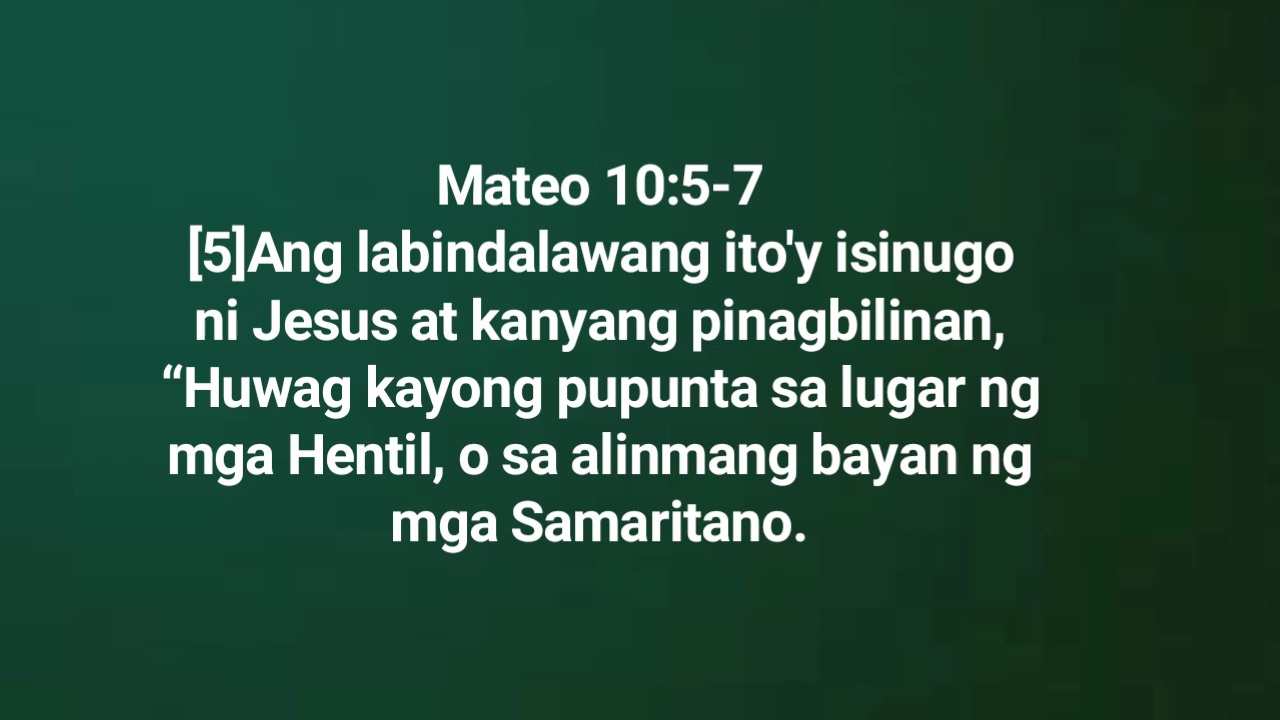 Mateo 10:5-7
[5]Ang labindalawang ito'y isinugo
ni Jesus at kanyang pinagbilinan,
“Huwag kayong pupunta sa lugar ng
mga Hentil, o sa alinmang bayan ng
mga Samaritano.